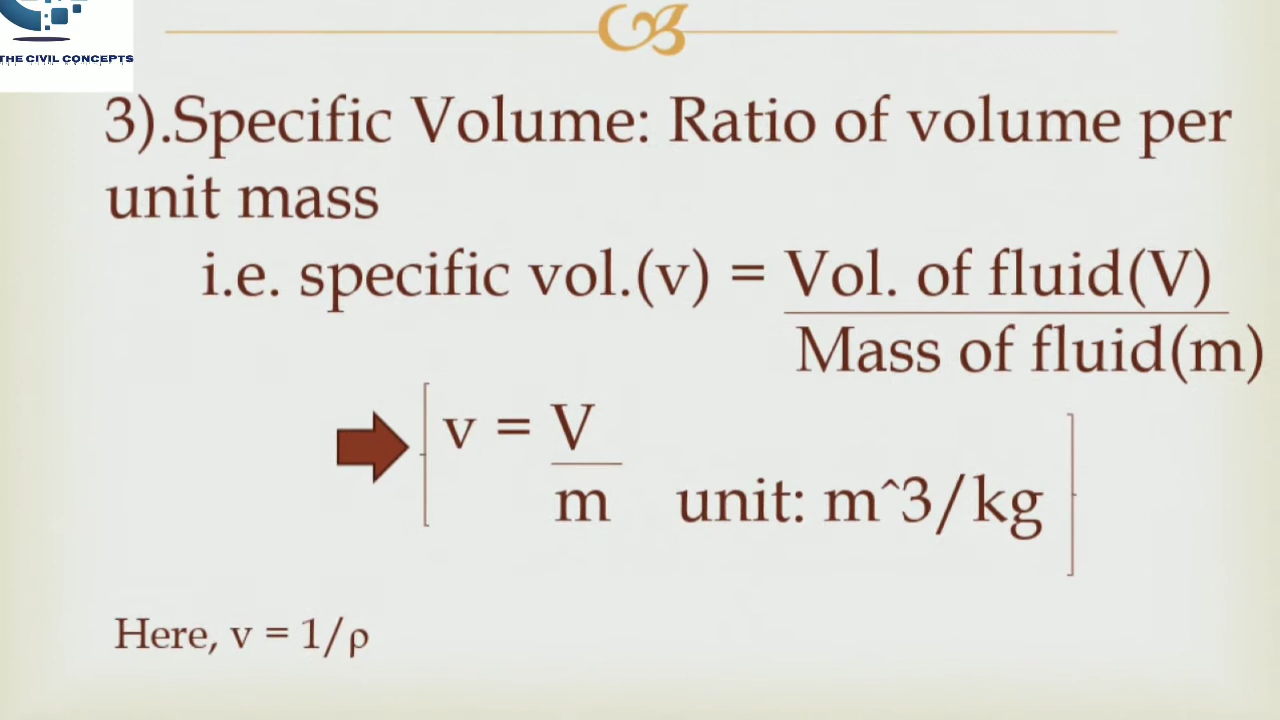 THE CIVIL CONCEPTS
3).Specific Volume: Ratio of volume per
unit mass
i.e. specific vol.(v) = Vol. of fluid(V)
Mass of fluid(m)
v = V
m unit: m^3/kg
Here, v = 1/ρ